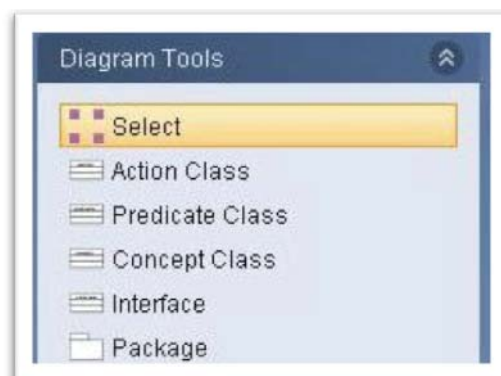 Diagram Tools
Select
Action Class
Predicate Class
Concept Class
Interface
Package